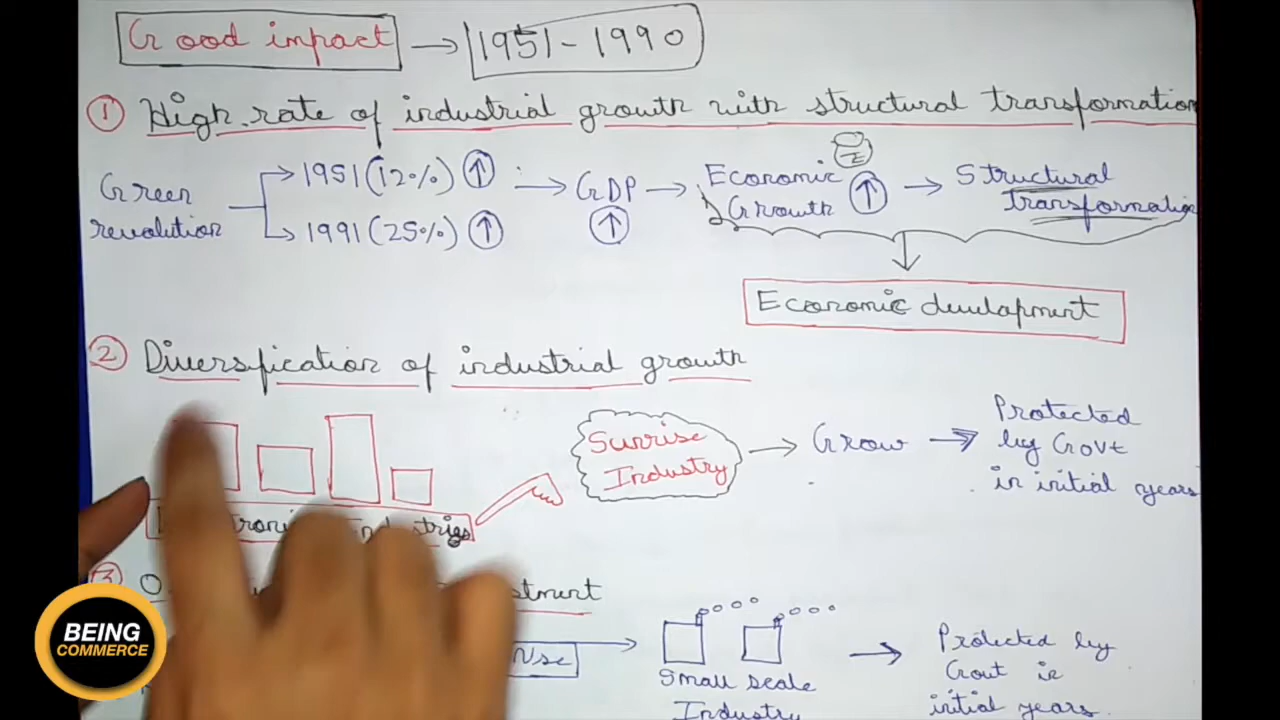 Good impact → 1951 - 1990
① High rate of industrial growth with structural transformation
Green revolution
1951 (12%) ↑
1991 (25%) ↑
→ GDP ↑ → Economic Growth ↑ → Structural transformation
Economic development
② Diversification of industrial growth
Sunrise Industry → Grow → Protected by Govt in initial years
Industries
③
Small scale Industry → Protected by Govt in initial years.
BEING COMMERCE